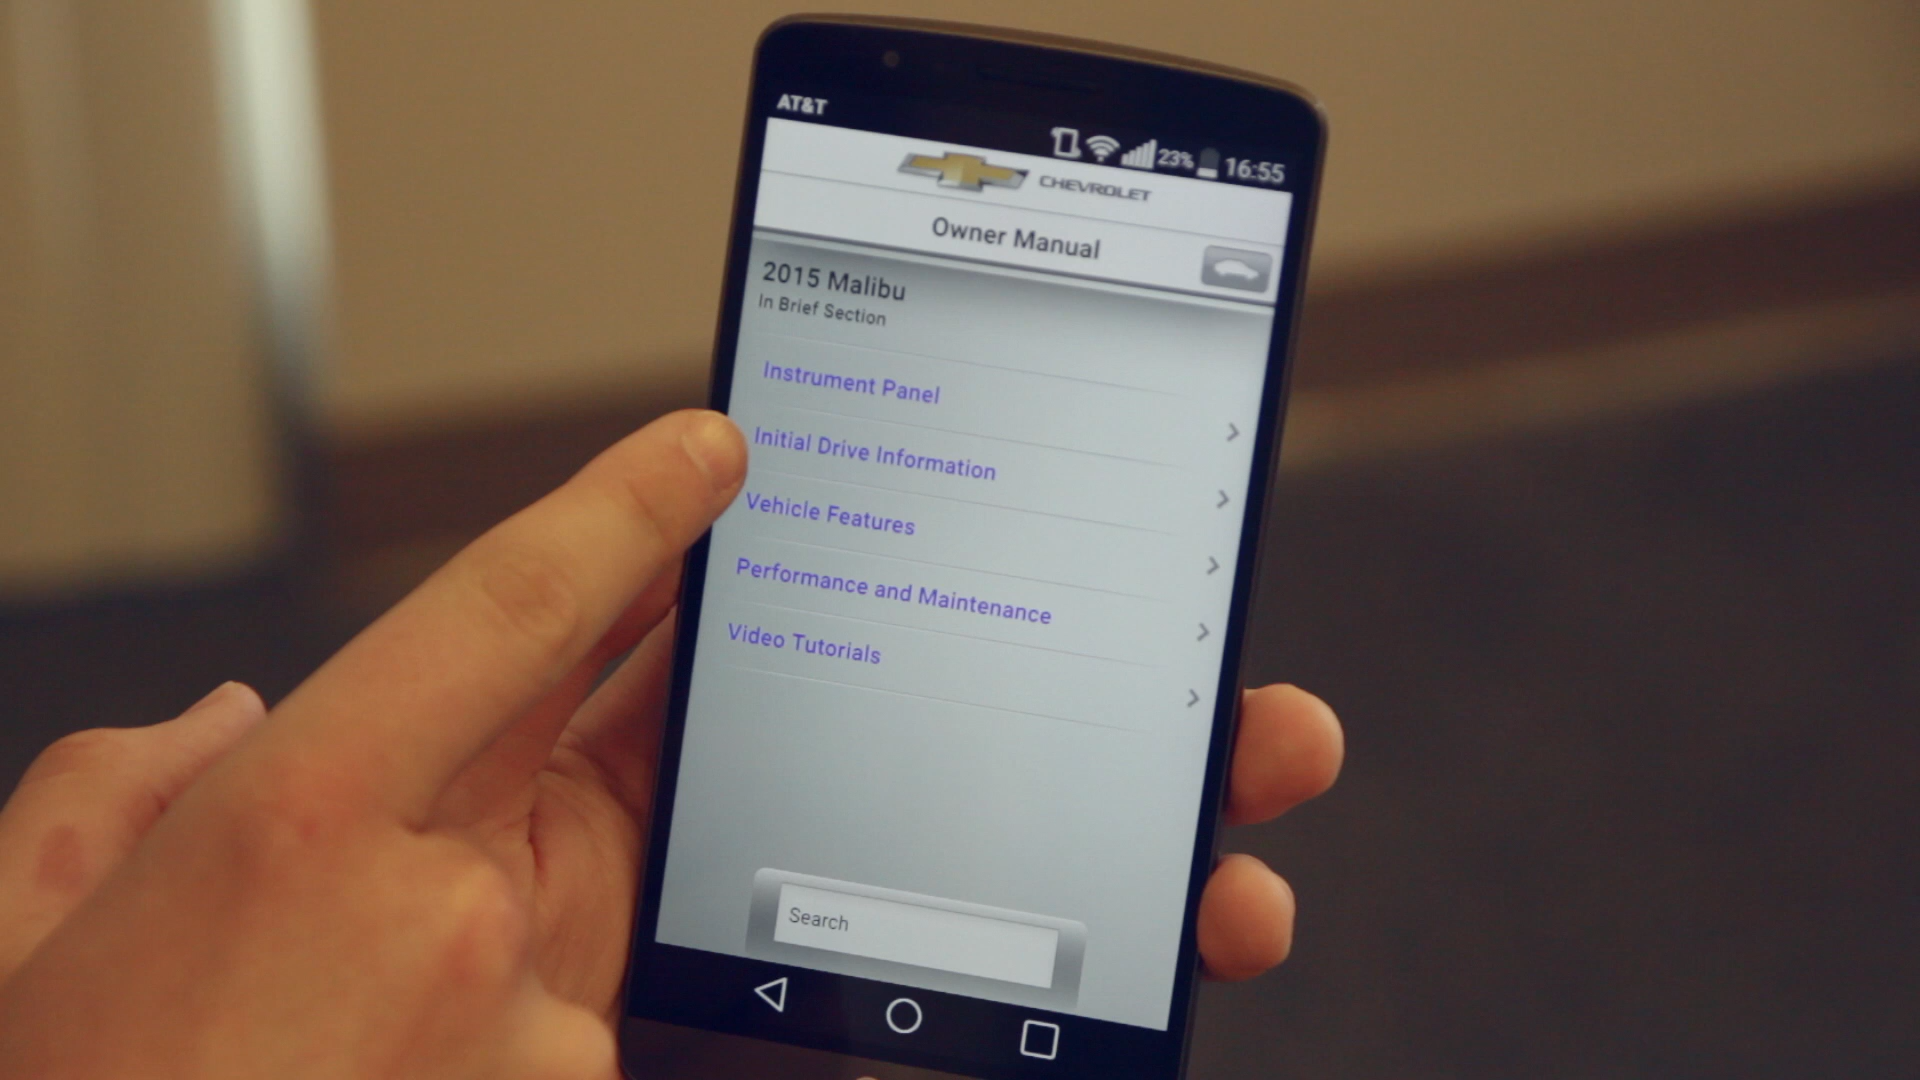 AT&T
23% 16:55
CHEVROLET
Owner Manual
2015 Malibu
In Brief Section
Instrument Panel
Initial Drive Information
Vehicle Features
Performance and Maintenance
Video Tutorials
Search